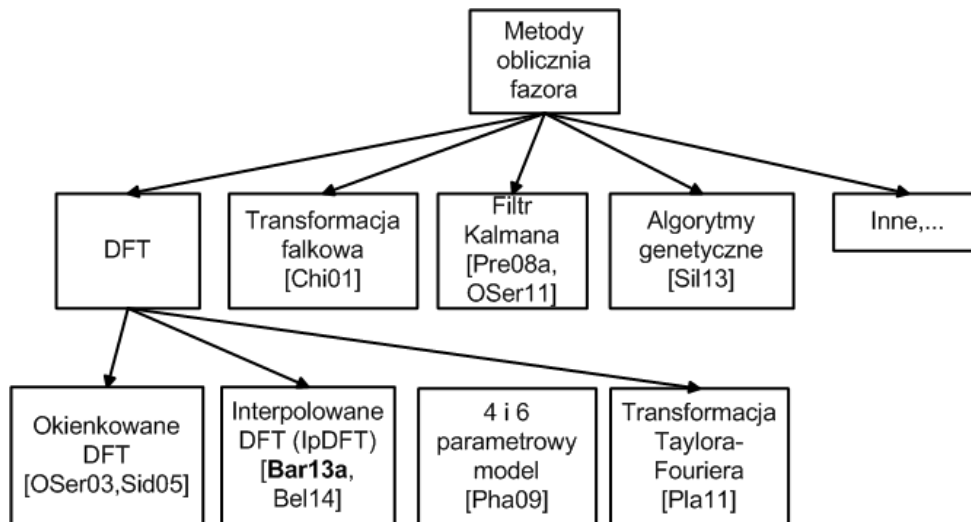 Metody
oblicznia
fazora
DFT
Transformacja
falkowa
[Chi01]
Filtr
Kalmana
[Pre08a,
OSer11]
Algorytmy
genetyczne
[Sil13]
Inne,...
Okienkowane
DFT
[OSer03,Sid05]
Interpolowane
DFT (IpDFT)
[Bar13a,
Bel14]
4 i 6
parametrowy
model
[Pha09]
Transformacja
Taylora-
Fouriera
[Pla11]